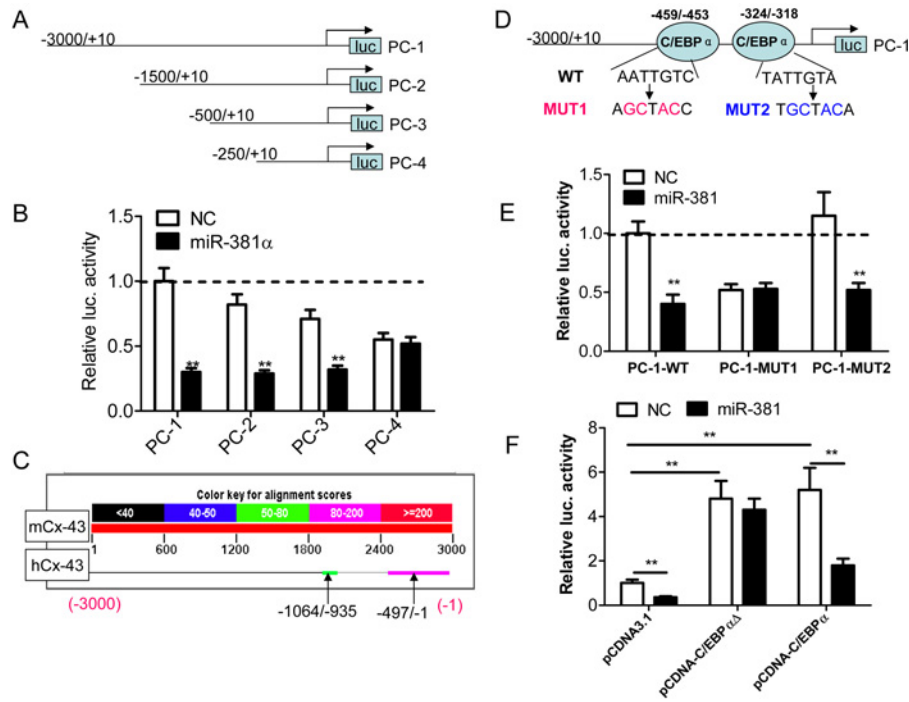 A
-3000/+10
luc
PC-1
-1500/+10
luc
PC-2
-500/+10
luc
PC-3
-250/+10
luc
PC-4
B
NC
miR-381α
Relative luc. activity
1.5
1.0
0.5
0.0
**
**
**
PC-1
PC-2
PC-3
PC-4
C
Color key for alignment scores
<40
40-50
50-80
80-200
>=200
mCx-43
1
600
1200
1800
2400
3000
hCx-43
(-3000)
-1064/-935
-497/-1
(-1)
D
-459/-453
-324/-318
-3000/+10
C/EBP α
C/EBP α
luc
PC-1
WT
AATTGTC
TATTGTA
MUT1
AGCTACC
MUT2
TGCTACA
E
NC
miR-381
Relative luc. activity
1.5
1.0
0.5
0.0
**
**
PC-1-WT
PC-1-MUT1
PC-1-MUT2
F
NC
miR-381
Relative luc. activity
8
6
4
2
0
**
**
**
**
pCDNA3.1
pCDNA-C/EBPαΔ
pCDNA-C/EBPα